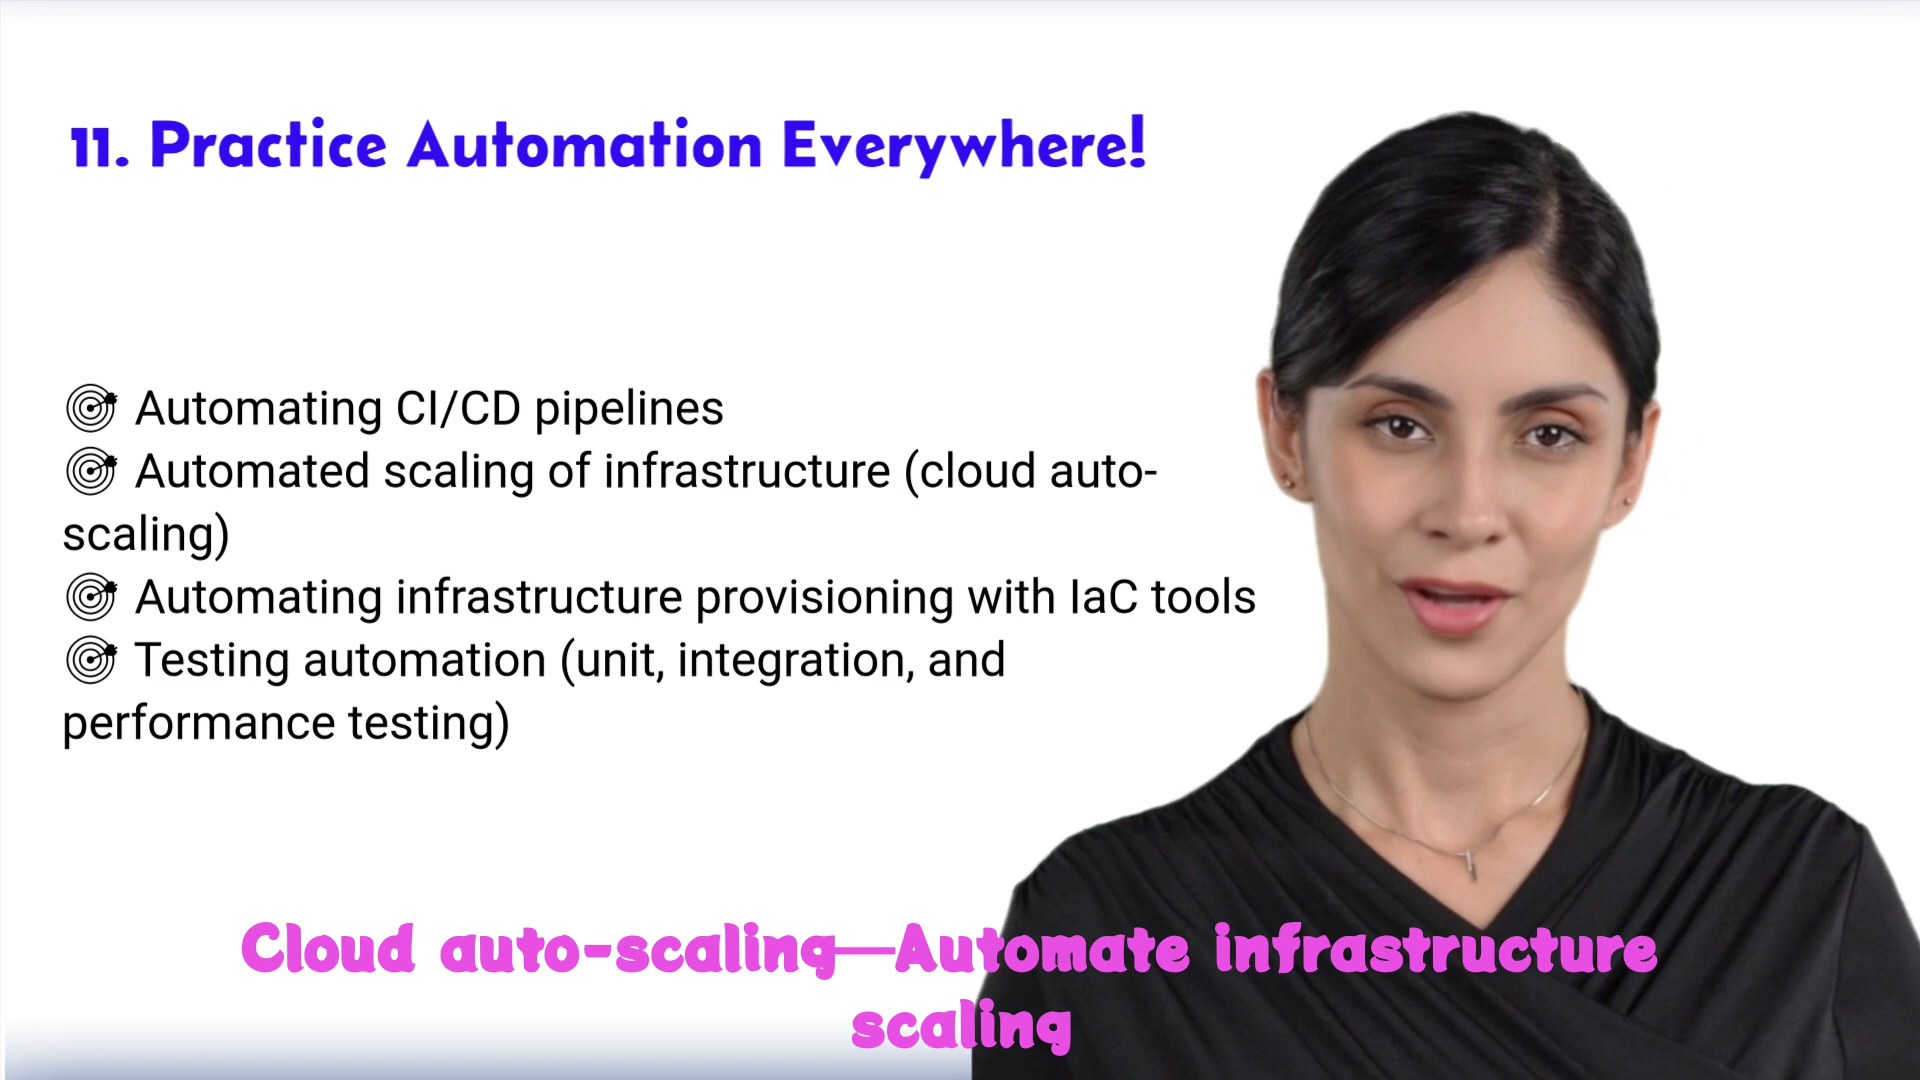 11. Practice Automation Everywhere!
🎯 Automating CI/CD pipelines
🎯 Automated scaling of infrastructure (cloud auto-
scaling)
🎯 Automating infrastructure provisioning with IaC tools
🎯 Testing automation (unit, integration, and
performance testing)
Cloud auto-scaling—Automate infrastructure
scaling